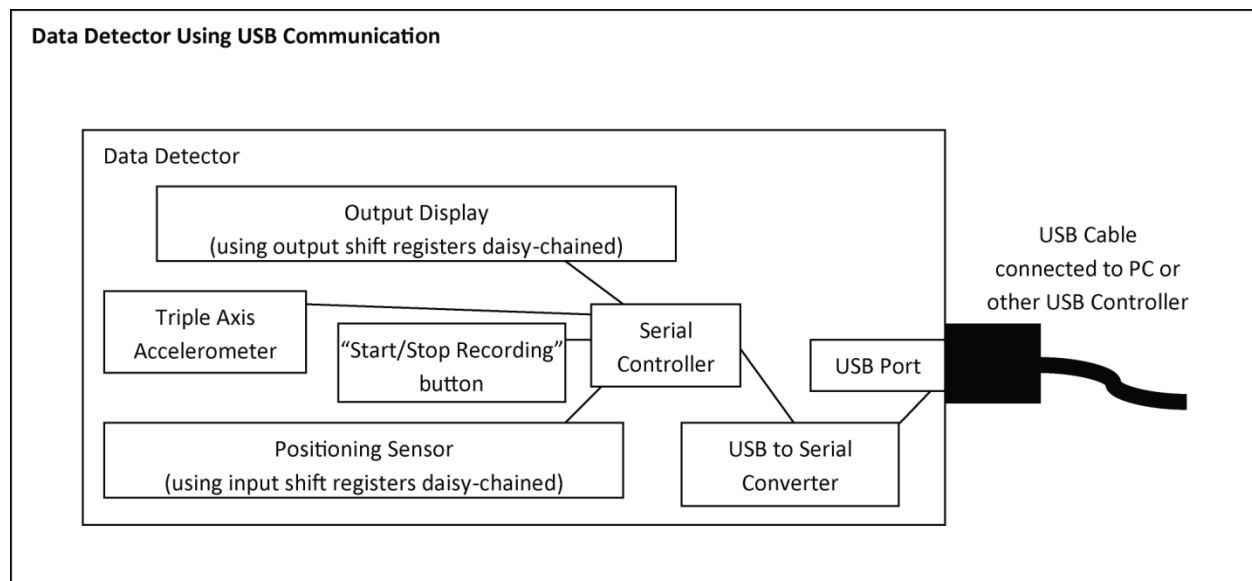 Data Detector Using USB Communication
Data Detector
Output Display
(using output shift registers daisy-chained)
USB Cable
connected to PC or
other USB Controller
Triple Axis
Accelerometer
“Start/Stop Recording”
button
Serial
Controller
USB Port
Positioning Sensor
(using input shift registers daisy-chained)
USB to Serial
Converter